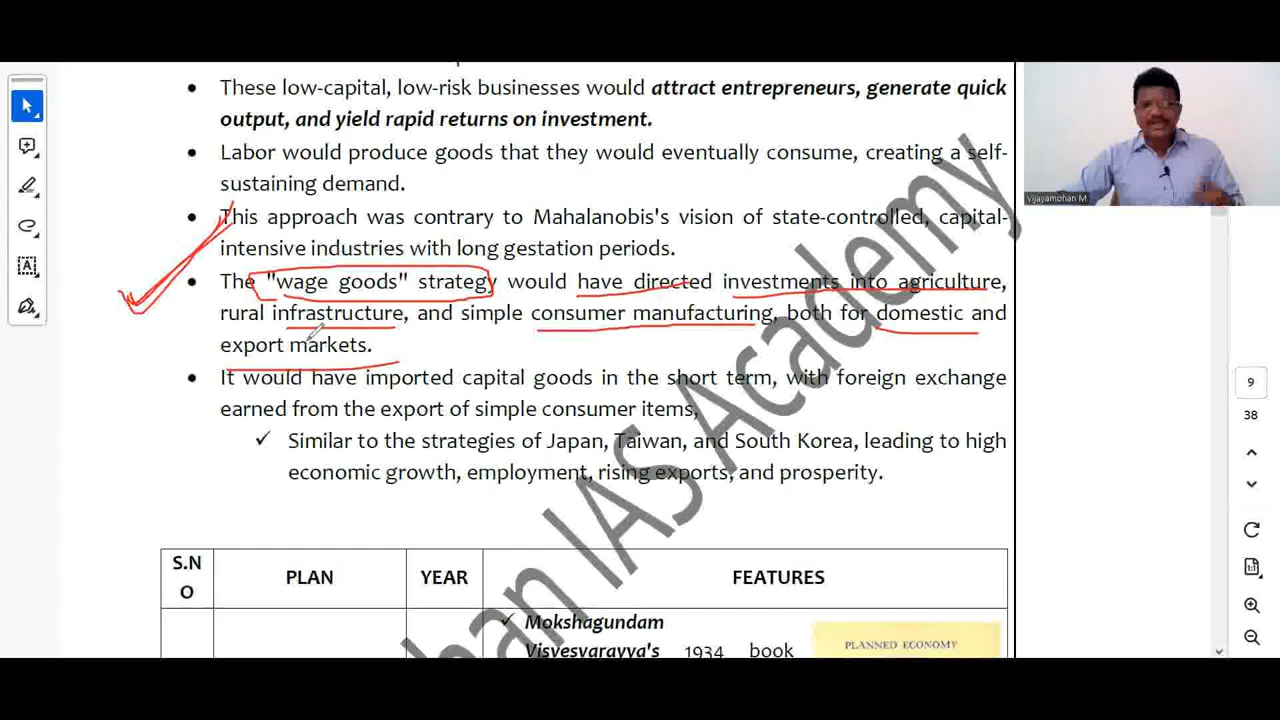 These low-capital, low-risk businesses would attract entrepreneurs, generate quick
output, and yield rapid returns on investment.
Labor would produce goods that they would eventually consume, creating a self-
sustaining demand.
This approach was contrary to Mahalanobis's vision of state-controlled, capital-
intensive industries with long gestation periods.
The "wage goods" strategy would have directed investments into agriculture,
rural infrastructure, and simple consumer manufacturing, both for domestic and
export markets.
It would have imported capital goods in the short term, with foreign exchange
earned from the export of simple consumer items,
✓ Similar to the strategies of Japan, Taiwan, and South Korea, leading to high
economic growth, employment, rising exports, and prosperity.
S.N
O
PLAN
YEAR
FEATURES
✓ Mokshagundam
Visvesvarayya's 1934 book
PLANNED ECONOMY
IAS Academy
Vijayamohan M
9
38